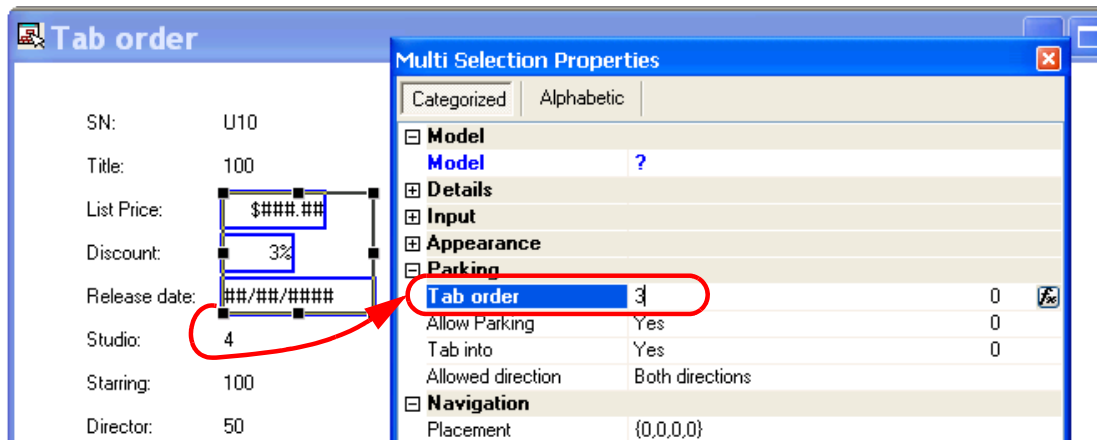 Tab order
Multi Selection Properties
Categorized Alphabetic
SN: U10
Title: 100
List Price: $###.##
Discount: 3%
Release date: ##/##/####
Studio: 4
Starring: 100
Director: 50
Model
Model ?
Details
Input
Appearance
Parking
Tab order 3 0 fx
Allow Parking Yes 0
Tab into Yes 0
Allowed direction Both directions
Navigation
Placement {0,0,0,0}